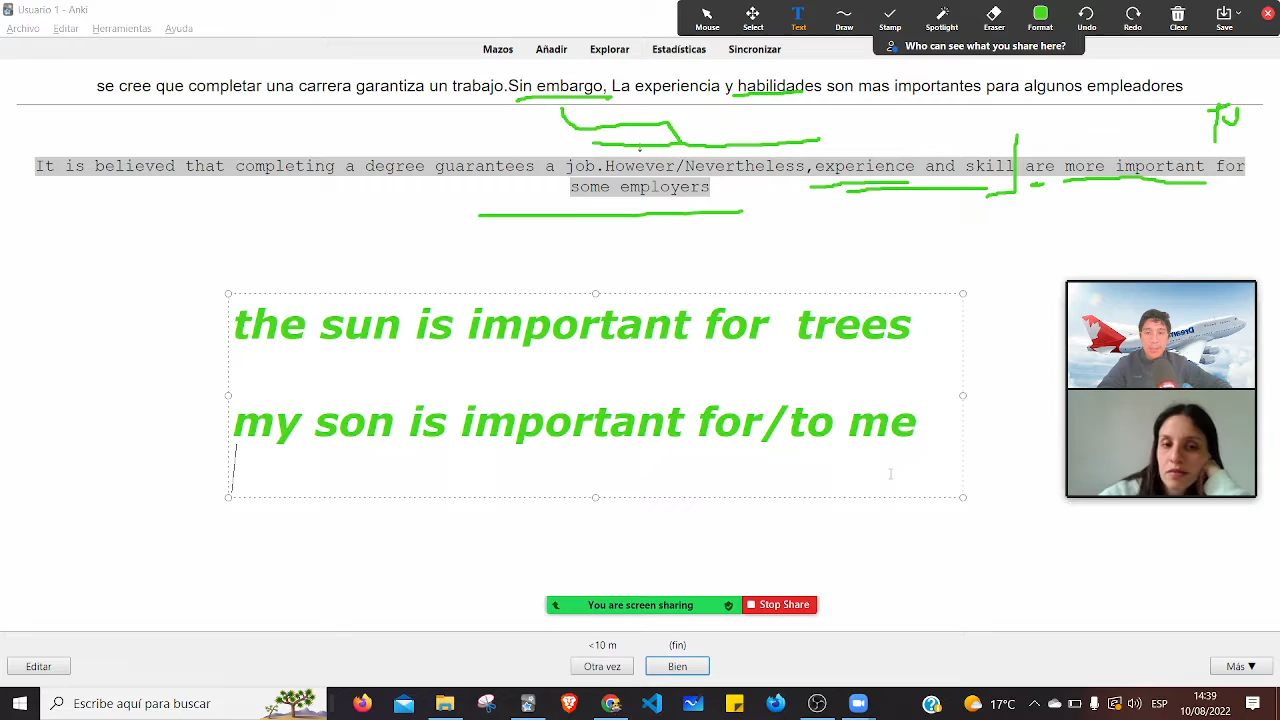 Usuario 1 - Anki
Archivo Editar Herramientas Ayuda
Mouse Select Text Draw Stamp Spotlight Eraser Format Undo Redo Clear Save
Who can see what you share here?
Mazos Añadir Explorar Estadísticas Sincronizar
se cree que completar una carrera garantiza un trabajo.Sin embargo, La experiencia y habilidades son mas importantes para algunos empleadores
It is believed that completing a degree guarantees a job.However/Nevertheless,experience and skill are more important for
some employers
the sun is important for trees
my son is important for/to me
You are screen sharing Stop Share
<10 m (fin)
Editar Otra vez Bien Más ▼
Escribe aquí para buscar
17°C ESP
14:39
10/08/2022